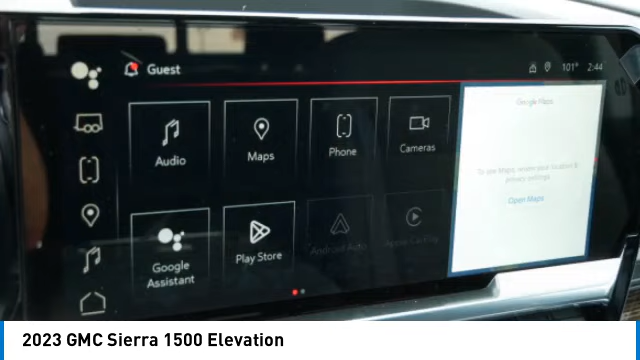 Guest
101° 2:44
Audio
Maps
Phone
Cameras
Google Maps
To use Maps, review your location &
privacy settings
Open Maps
Google
Assistant
Play Store
Android Auto
Apple CarPlay
2023 GMC Sierra 1500 Elevation